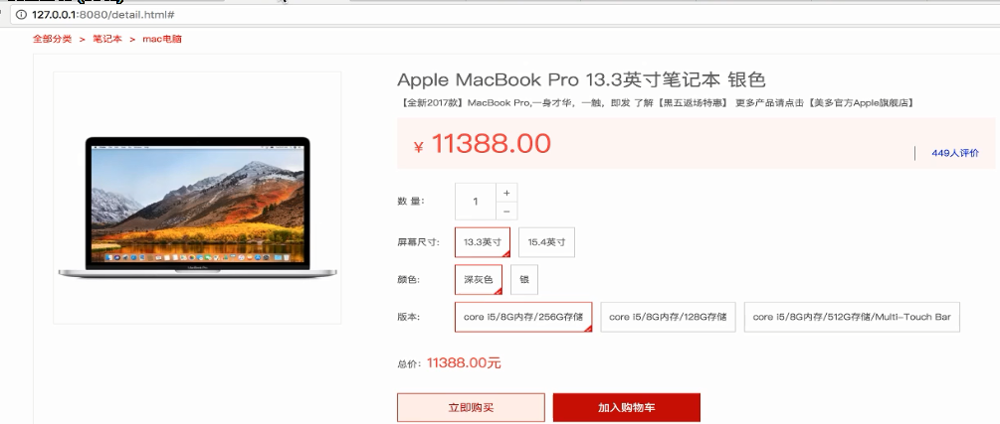 127.0.0.1:8080/detail.html#
全部分类 > 笔记本 > mac电脑
Apple MacBook Pro 13.3英寸笔记本 银色
【全新2017款】MacBook Pro,一身才华，一触，即发 了解【黑五返场特惠】 更多产品请点击【美多官方Apple旗舰店】
¥ 11388.00
449人评价
数 量： 1 + −
屏幕尺寸: 13.3英寸 15.4英寸
颜色: 深灰色 银
版本: core i5/8G内存/256G存储 core i5/8G内存/128G存储 core i5/8G内存/512G存储/Multi-Touch Bar
总价：11388.00元
立即购买 加入购物车